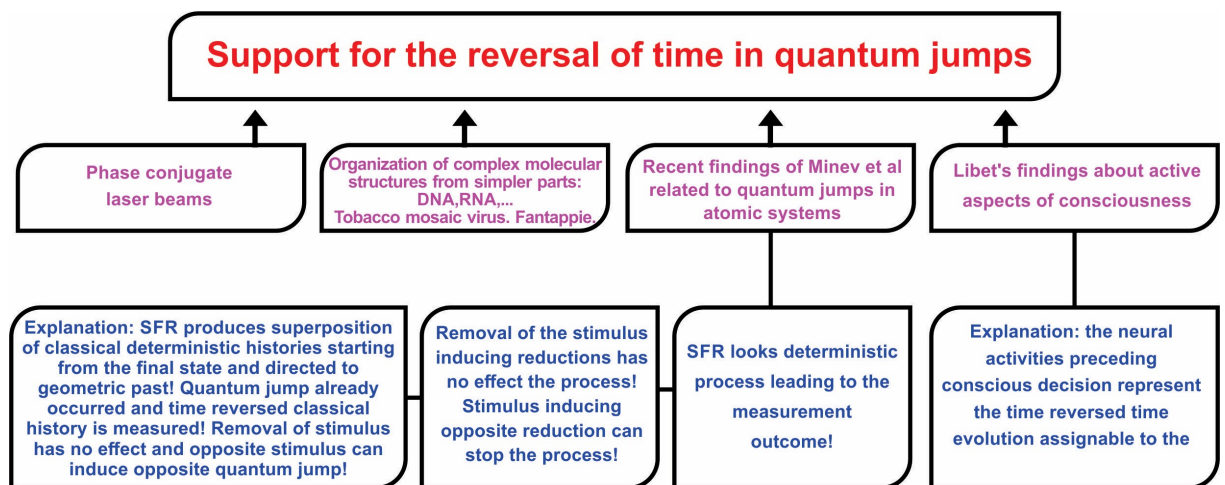 Support for the reversal of time in quantum jumps
Phase conjugate
laser beams
Organization of complex molecular
structures from simpler parts:
DNA,RNA,...
Tobacco mosaic virus. Fantappie.
Recent findings of Minev et al
related to quantum jumps in
atomic systems
Libet's findings about active
aspects of consciousness
Explanation: SFR produces superposition
of classical deterministic histories starting
from the final state and directed to
geometric past! Quantum jump already
occurred and time reversed classical
history is measured! Removal of stimulus
has no effect and opposite stimulus can
induce opposite quantum jump!
Removal of the stimulus
inducing reductions has
no effect the process!
Stimulus inducing
opposite reduction can
stop the process!
SFR looks deterministic
process leading to the
measurement
outcome!
Explanation: the neural
activities preceding
conscious decision represent
the time reversed time
evolution assignable to the